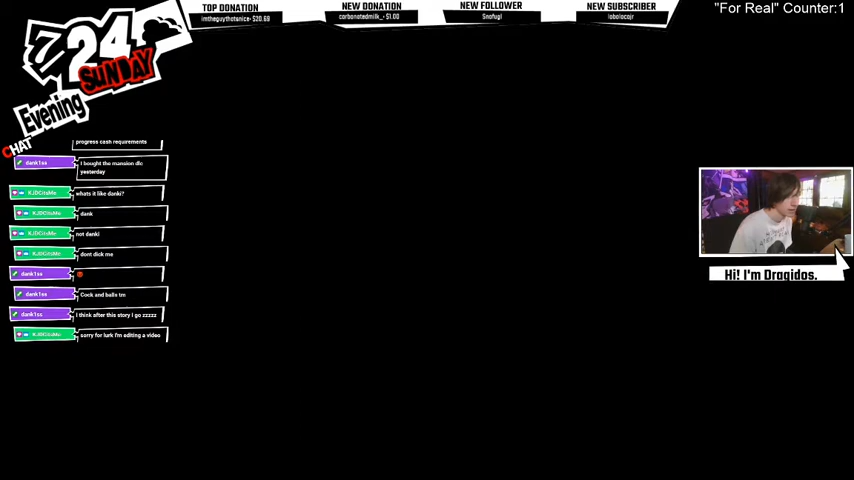 TOP DONATION
imtheguythatnice• $20.69
NEW DONATION
carbonatedmilk_• $1.00
NEW FOLLOWER
Snafugl
NEW SUBSCRIBER
lobolocojr
"For Real" Counter:1
7/24
SUNDAY
Evening
CHAT
progress cash requirements
dank1ss
I bought the mansion dlc
yesterday
KJDCitsMe
whats it like danki?
KJDCitsMe
dank
KJDCitsMe
not danki
KJDCitsMe
dont dick me
dank1ss
dank1ss
Cock and balls tm
dank1ss
I think after this story I go zzzzz
KJDCitsMe
sorry for lurk I'm editing a video
Hi! I'm Dragidos.